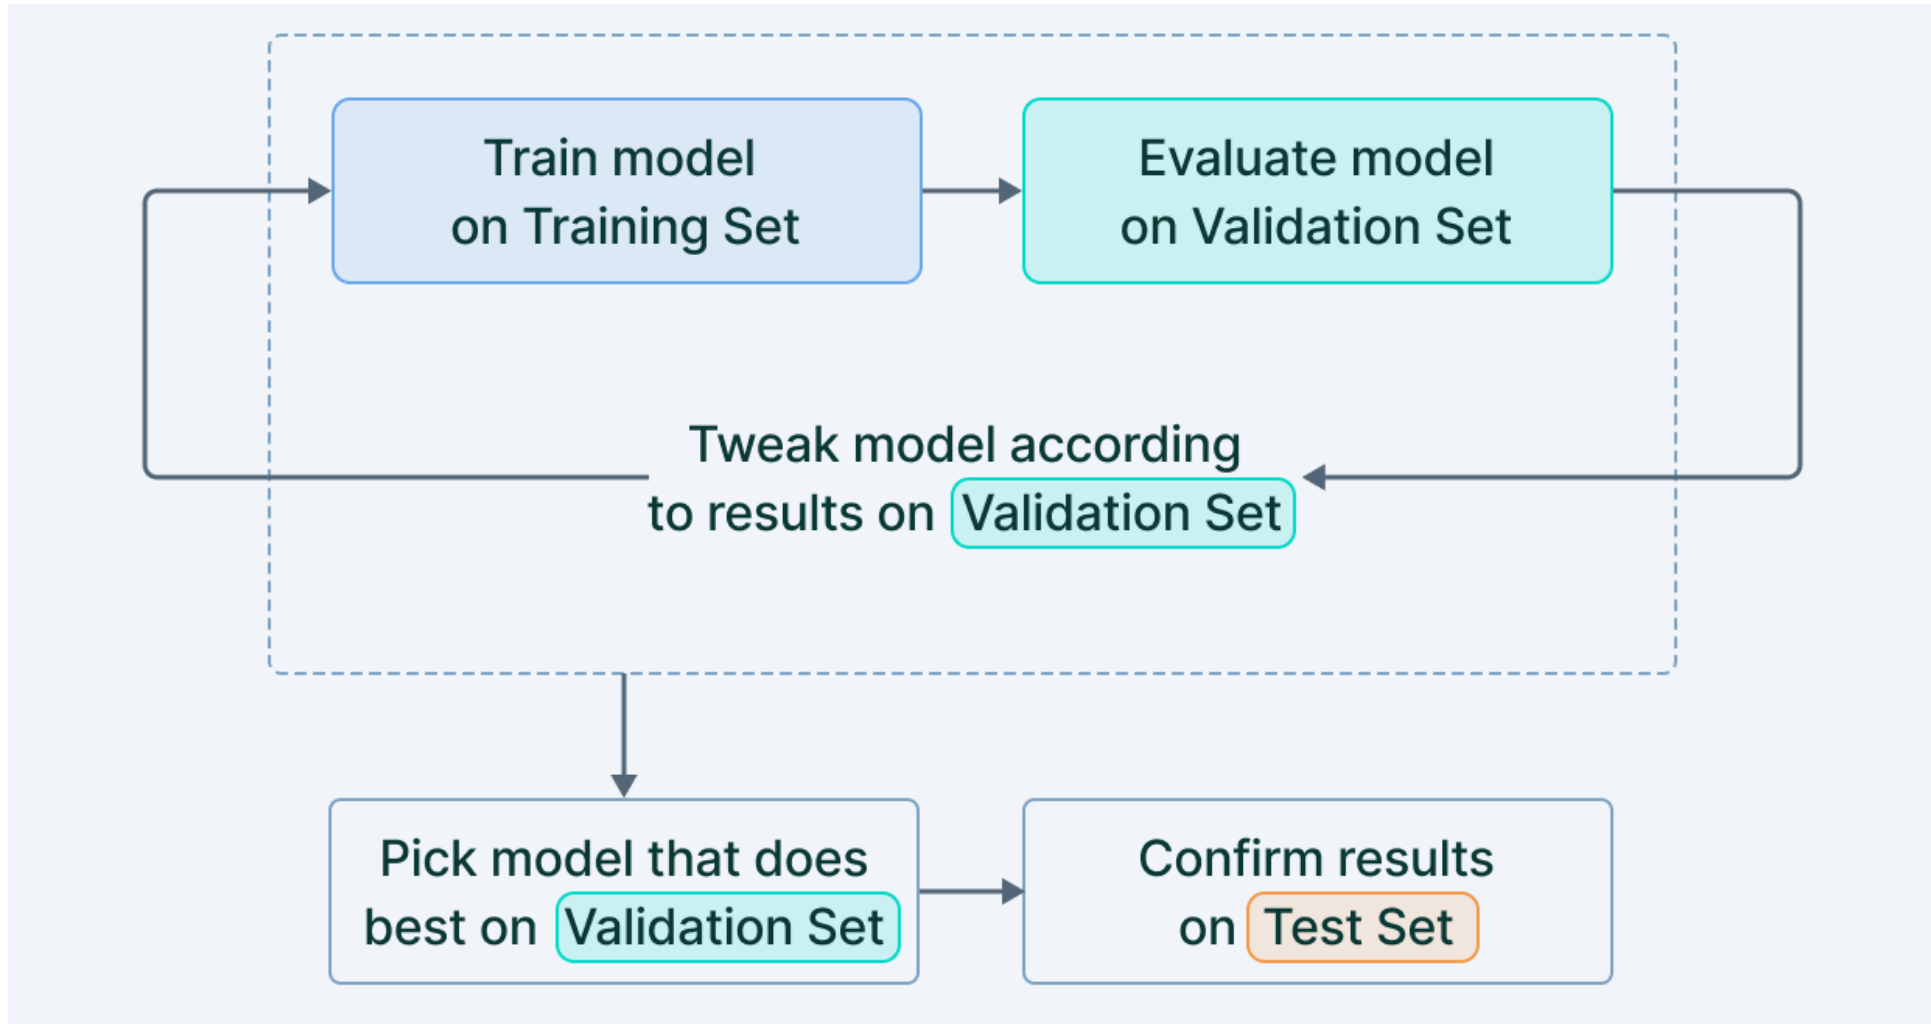 Train model
on Training Set
Evaluate model
on Validation Set
Tweak model according
to results on Validation Set
Pick model that does
best on Validation Set
Confirm results
on Test Set